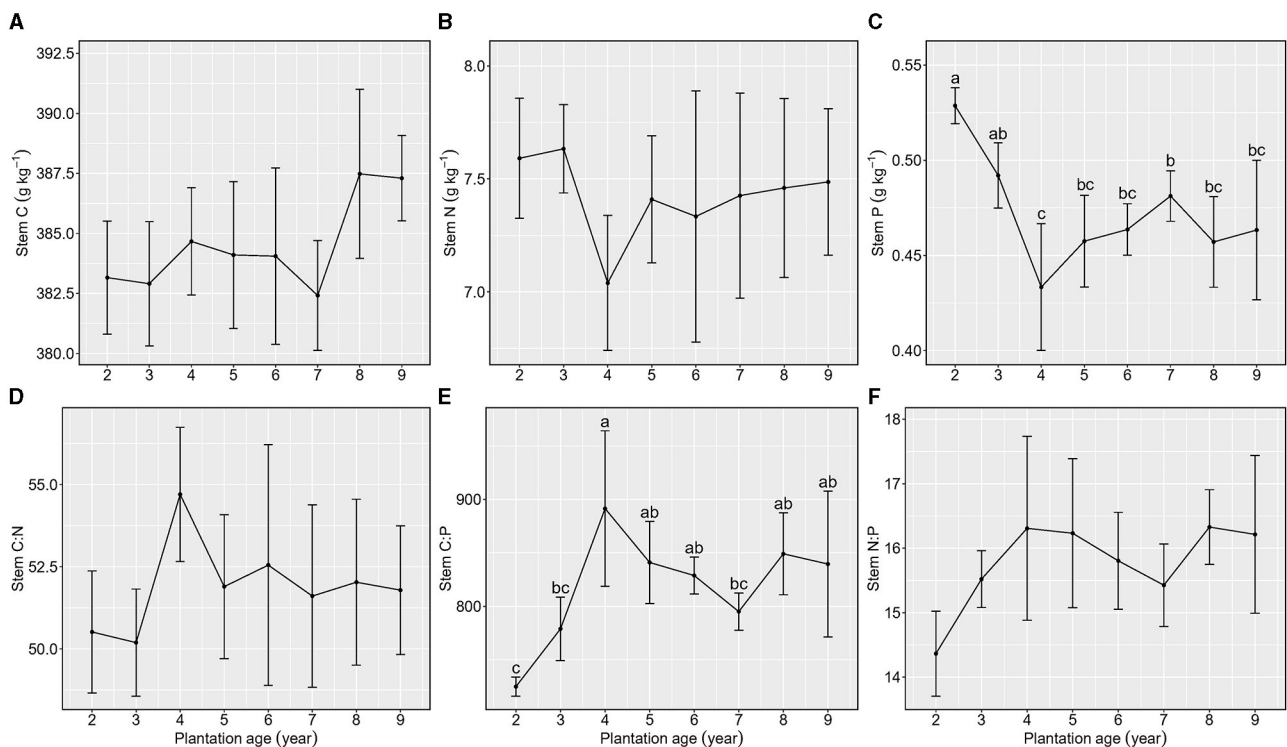 A
392.5
390.0
387.5
385.0
382.5
380.0
Stem C (g kg⁻¹)
2 3 4 5 6 7 8 9
B
8.0
7.5
7.0
Stem N (g kg⁻¹)
2 3 4 5 6 7 8 9
C
0.55
0.50
0.45
0.40
Stem P (g kg⁻¹)
a
ab
c
bc
bc
b
bc
bc
2 3 4 5 6 7 8 9
D
55.0
52.5
50.0
Stem C:N
2 3 4 5 6 7 8 9
Plantation age (year)
E
900
800
Stem C:P
c
bc
a
ab
ab
bc
ab
ab
2 3 4 5 6 7 8 9
Plantation age (year)
F
18
17
16
15
14
Stem N:P
2 3 4 5 6 7 8 9
Plantation age (year)